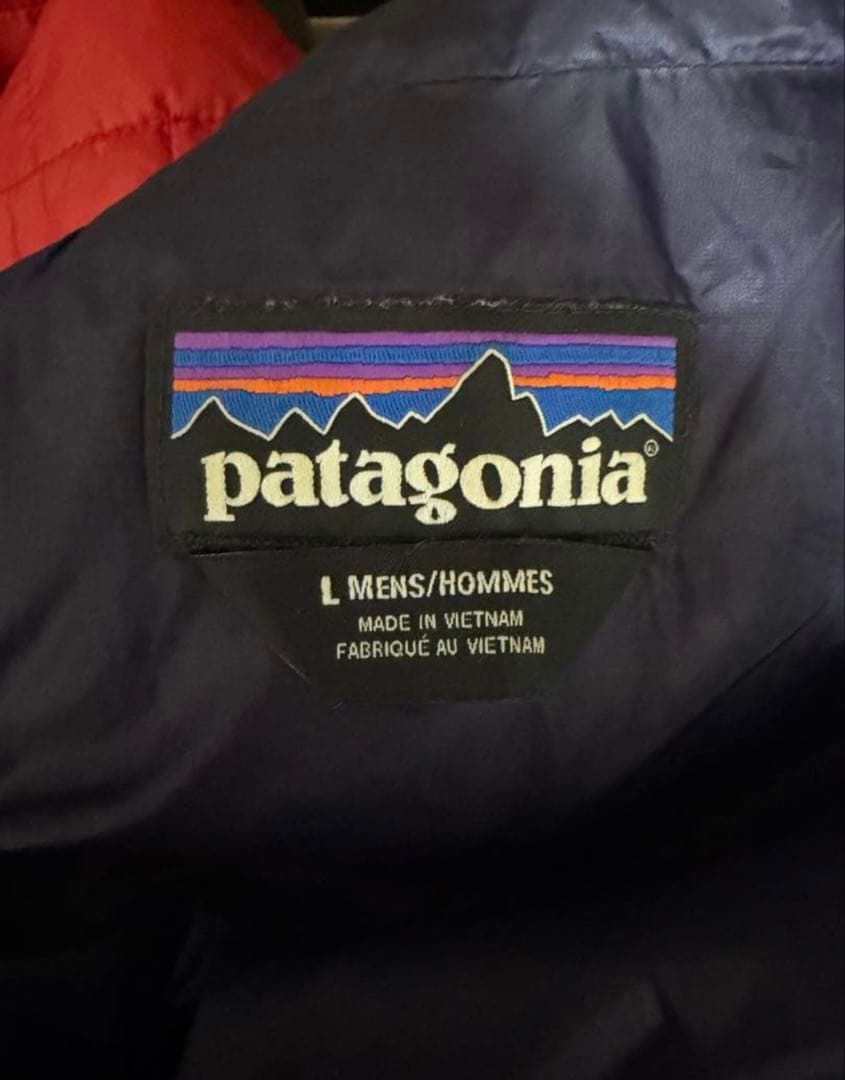 patagonia®
L MENS/HOMMES
MADE IN VIETNAM
FABRIQUÉ AU VIETNAM